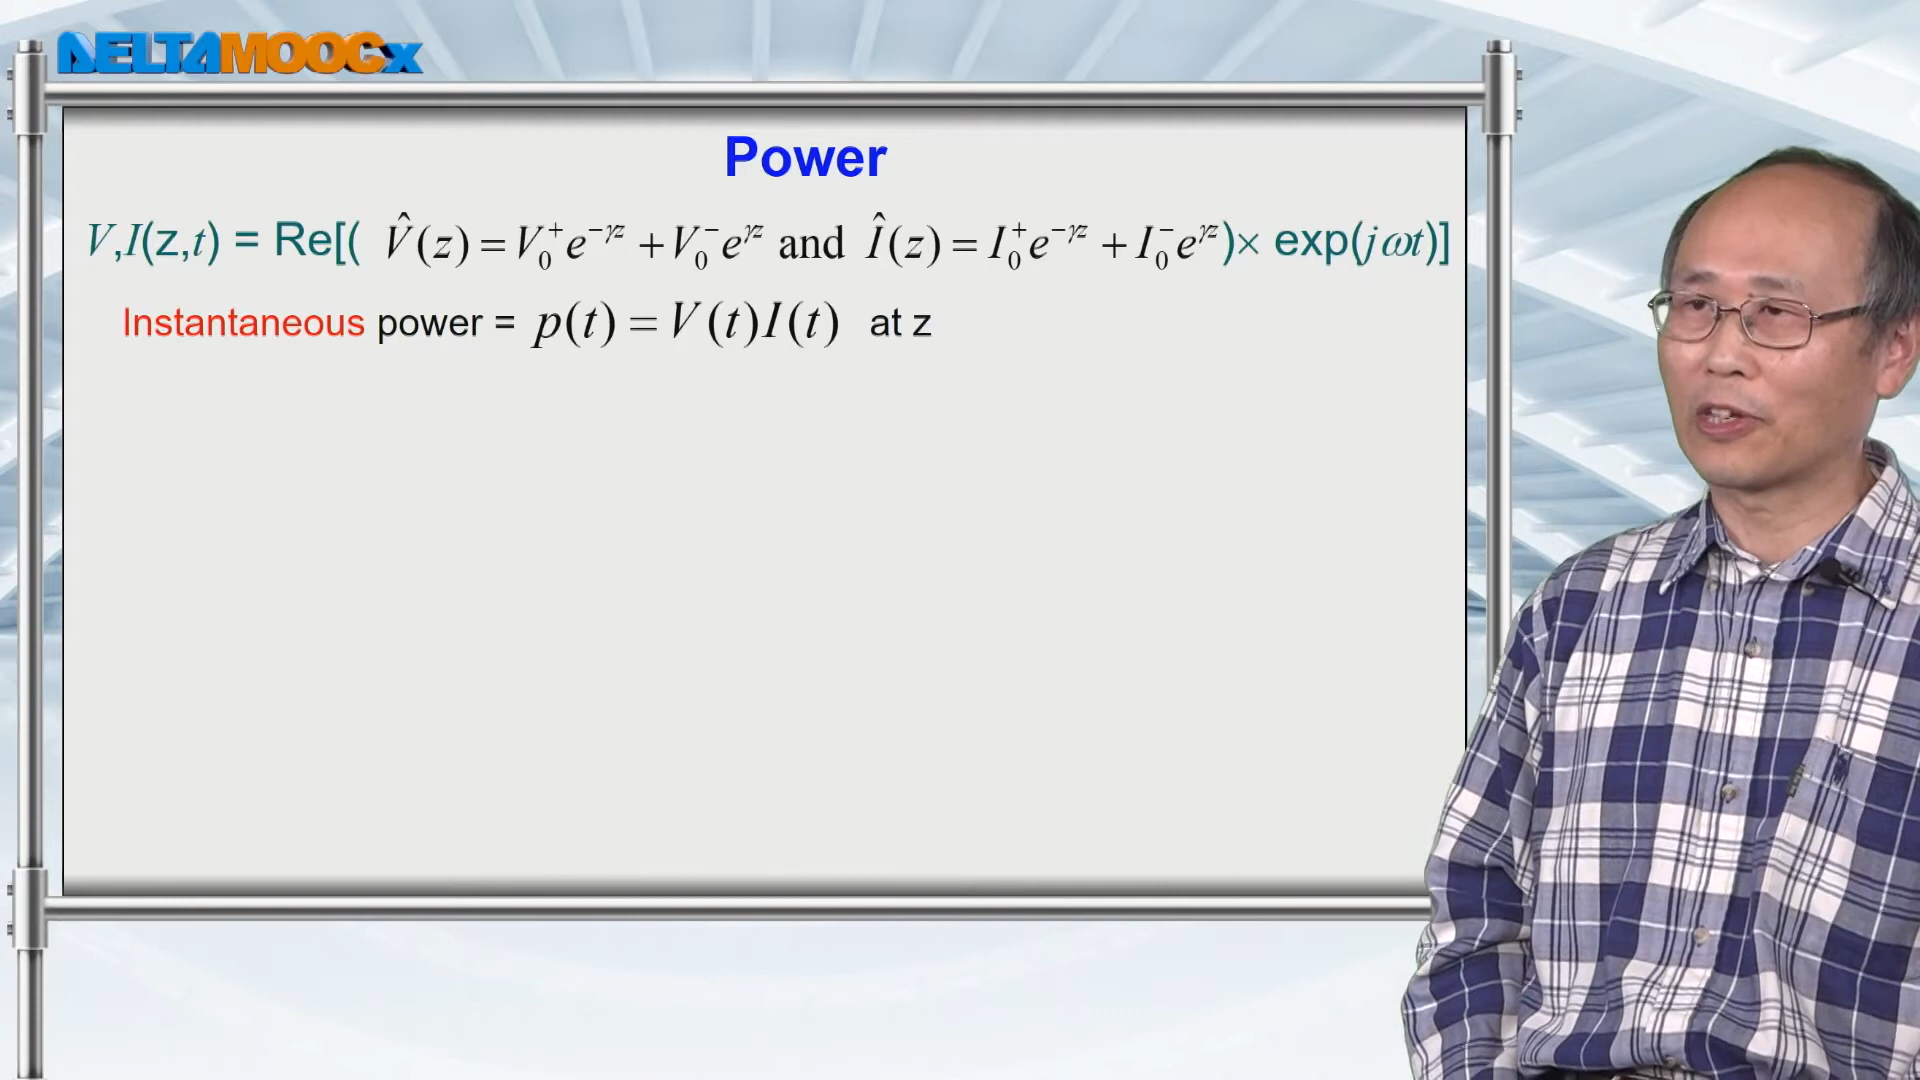 DELTAMOOCx
Power
V,I(z,t) = Re[( V̂(z) = V₀⁺e^{−γz} + V₀⁻e^{γz} and Î(z) = I₀⁺e^{−γz} + I₀⁻e^{γz} )× exp(jωt)]
Instantaneous power = p(t) = V(t)I(t) at z